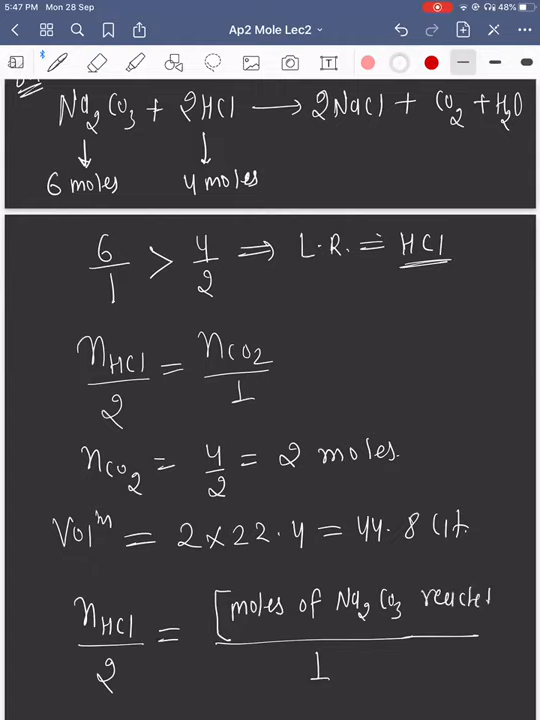 5:47 PM Mon 28 Sep 48%
Ap2 Mole Lec2
T
Na2CO3 + 2HCl ⟶ 2NaCl + CO2 + H2O
↓ ↓
6 moles 4 moles
6/1 > 4/2 ⟹ L.R. = HCl
nHCl/2 = nCO2/1
nCO2 = 4/2 = 2 moles.
Volm = 2 × 22.4 = 44.8 lit.
nHCl/2 = [moles of Na2CO3 reacted/1